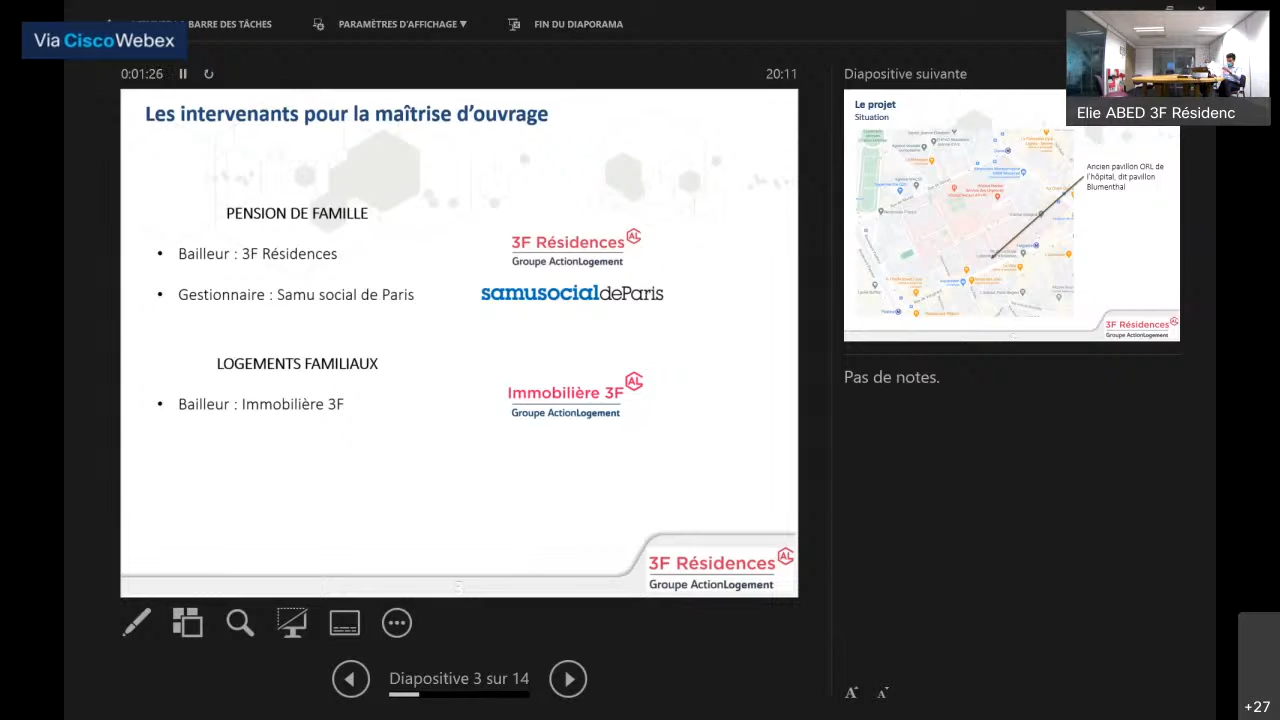 BARRE DES TÂCHES
PARAMÈTRES D'AFFICHAGE ▼
FIN DU DIAPORAMA
Via Cisco Webex
0:01:26
20:11
Diapositive suivante
Elie ABED 3F Résidenc
Les intervenants pour la maîtrise d'ouvrage
PENSION DE FAMILLE
• Bailleur : 3F Résidences
3F Résidences
Groupe ActionLogement
• Gestionnaire : Samu social de Paris
samusocialdeParis
LOGEMENTS FAMILIAUX
• Bailleur : Immobilière 3F
Immobilière 3F
Groupe ActionLogement
3F Résidences
Groupe ActionLogement
3
Le projet
Situation
Ancien pavillon ORL de
l'hôpital, dit pavillon
Blumenthal
3F Résidences
Groupe ActionLogement
Pas de notes.
Diapositive 3 sur 14
+27